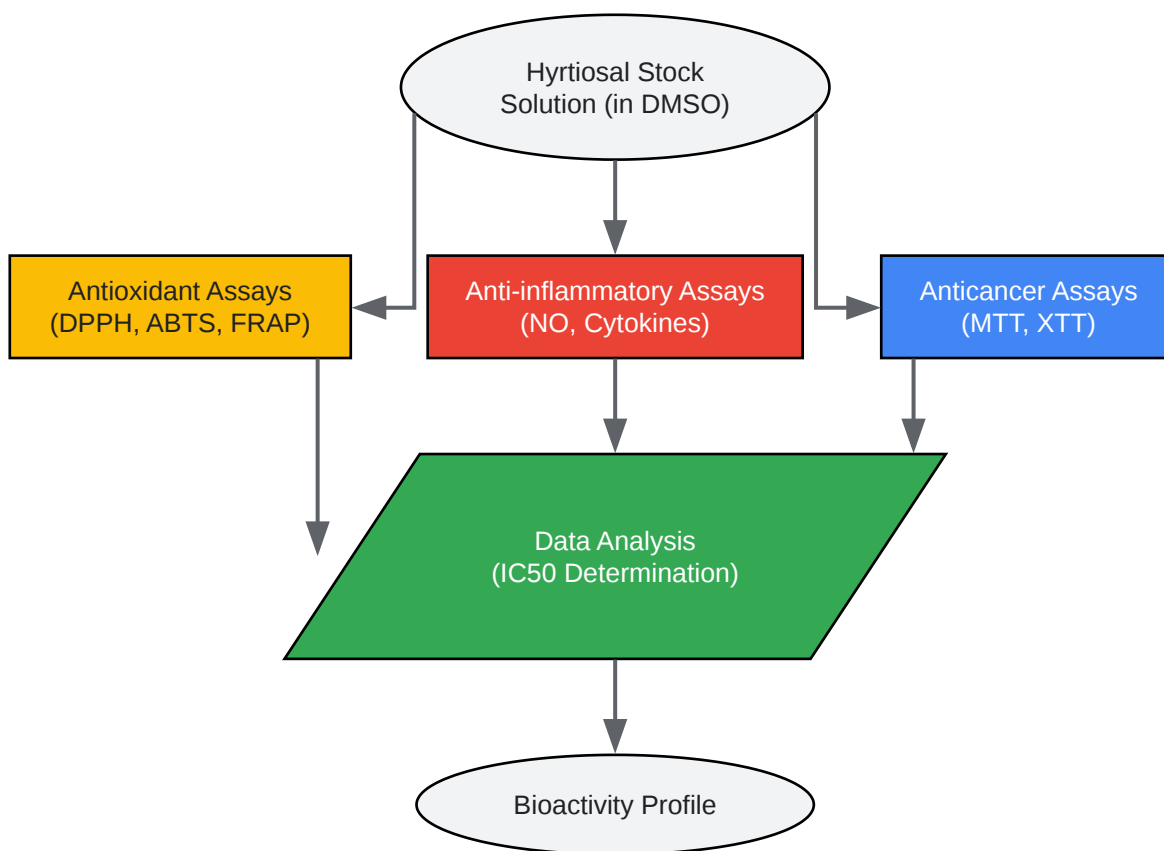 Hyrtiosal Stock
Solution (in DMSO)
Antioxidant Assays
(DPPH, ABTS, FRAP)
Anti-inflammatory Assays
(NO, Cytokines)
Anticancer Assays
(MTT, XTT)
Data Analysis
(IC50 Determination)
Bioactivity Profile